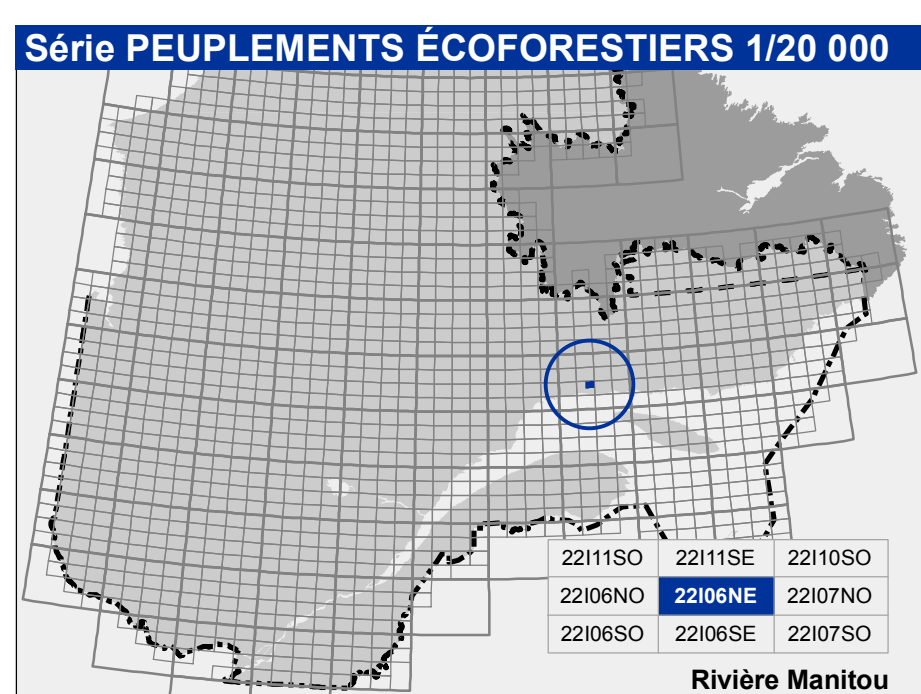 Série PEUPLEMENTS ÉCOFORESTIERS 1/20 000
22I11SO 22I11SE 22I10SO
22I06NO 22I06NE 22I07NO
22I06SO 22I06SE 22I07SO
Rivière Manitou